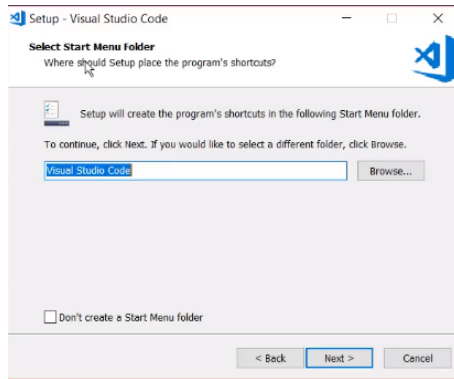 Setup - Visual Studio Code
Select Start Menu Folder
Where should Setup place the program's shortcuts?
Setup will create the program's shortcuts in the following Start Menu folder.
To continue, click Next. If you would like to select a different folder, click Browse.
Visual Studio Code
Browse...
Don't create a Start Menu folder
< Back
Next >
Cancel